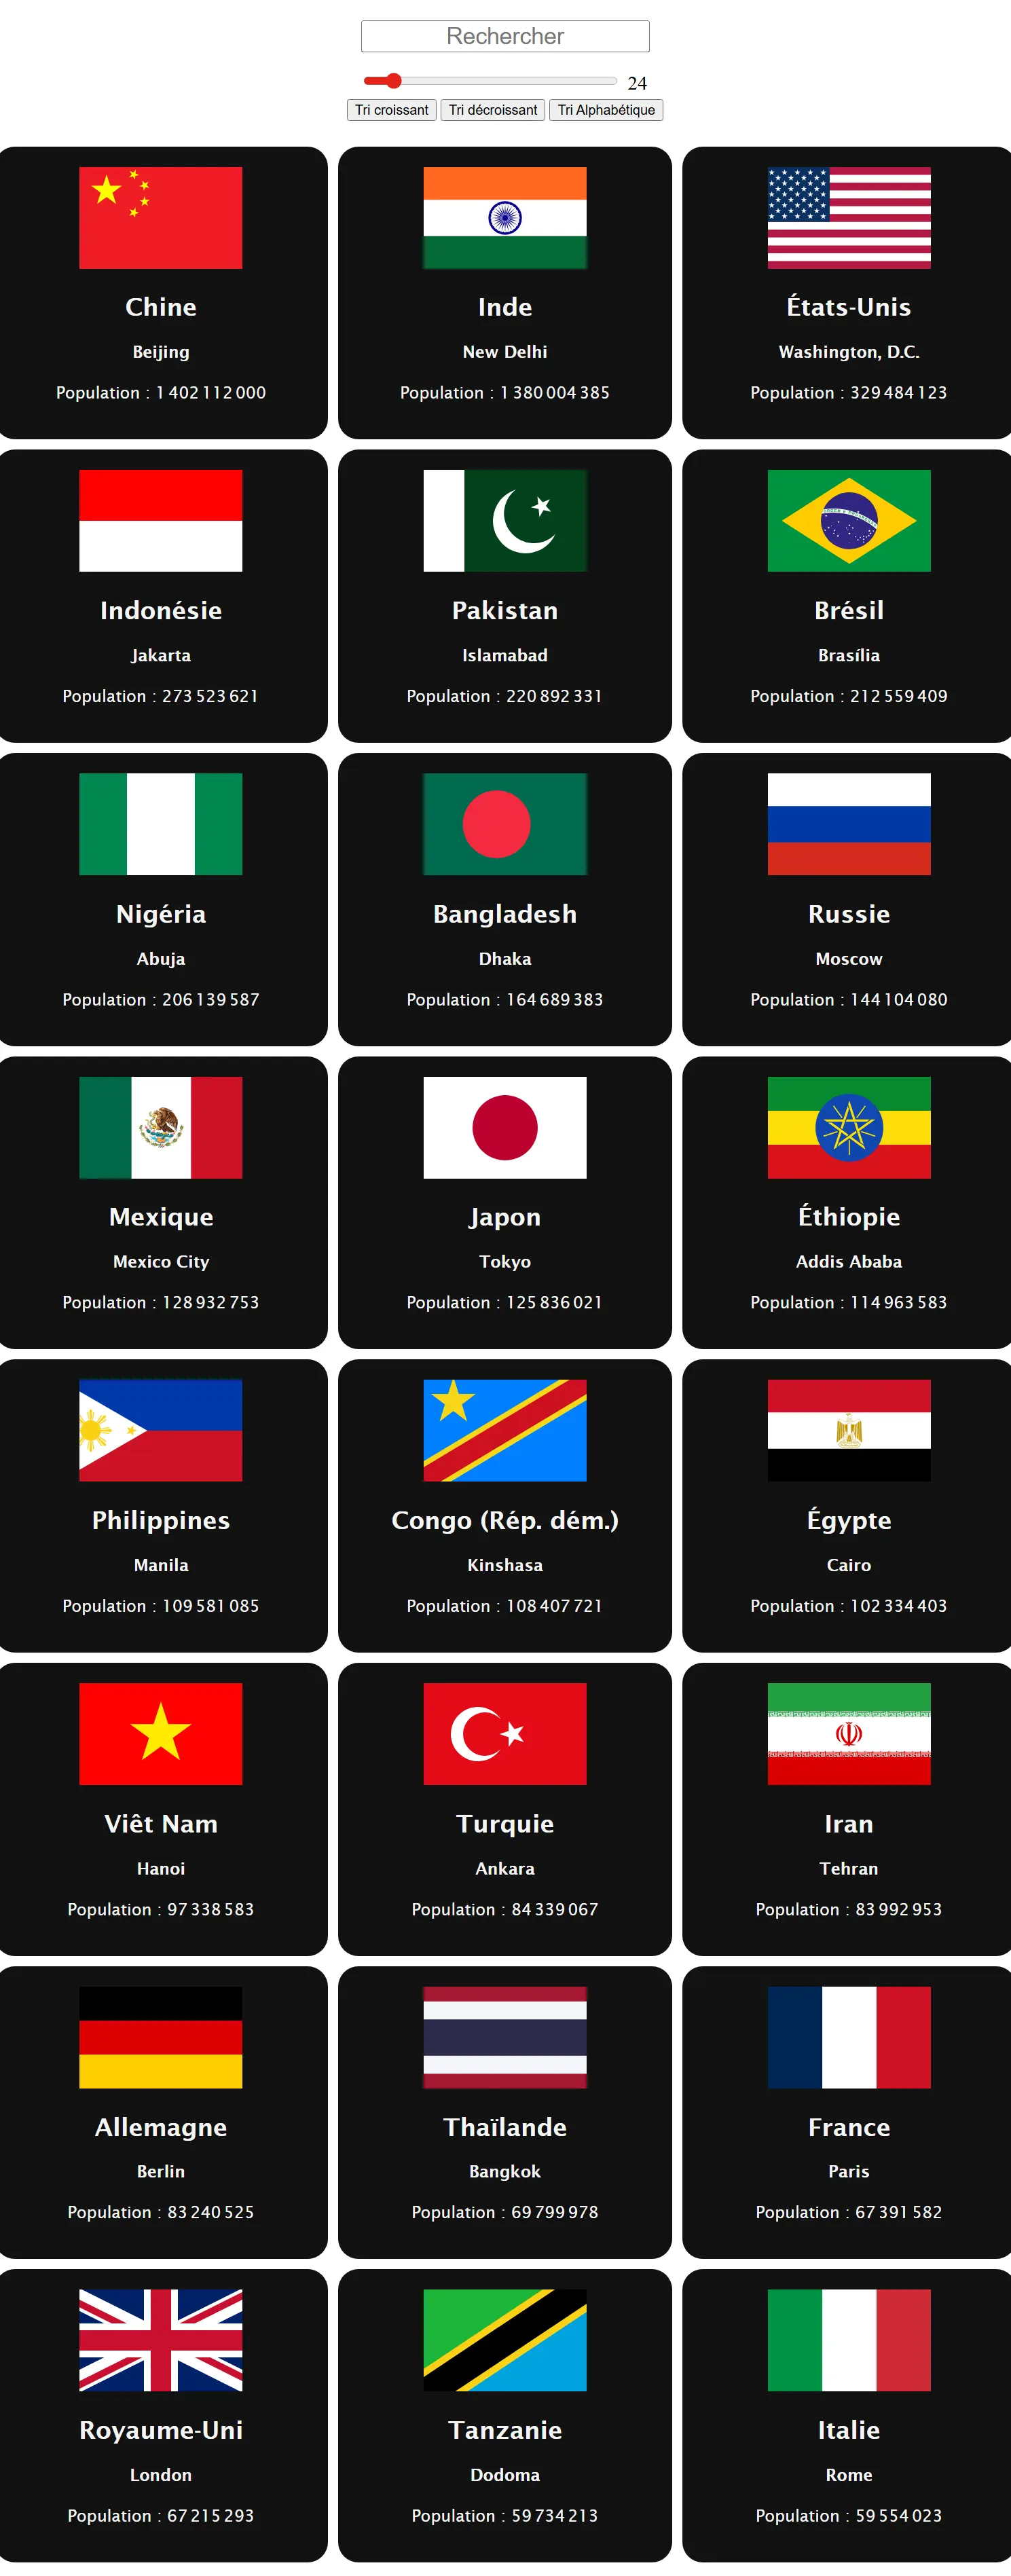 Rechercher
24
Tri croissant Tri décroissant Tri Alphabétique
Chine
Beijing
Population : 1 402 112 000
Inde
New Delhi
Population : 1 380 004 385
États-Unis
Washington, D.C.
Population : 329 484 123
Indonésie
Jakarta
Population : 273 523 621
Pakistan
Islamabad
Population : 220 892 331
Brésil
Brasília
Population : 212 559 409
Nigéria
Abuja
Population : 206 139 587
Bangladesh
Dhaka
Population : 164 689 383
Russie
Moscow
Population : 144 104 080
Mexique
Mexico City
Population : 128 932 753
Japon
Tokyo
Population : 125 836 021
Éthiopie
Addis Ababa
Population : 114 963 583
Philippines
Manila
Population : 109 581 085
Congo (Rép. dém.)
Kinshasa
Population : 108 407 721
Égypte
Cairo
Population : 102 334 403
Viêt Nam
Hanoi
Population : 97 338 583
Turquie
Ankara
Population : 84 339 067
Iran
Tehran
Population : 83 992 953
Allemagne
Berlin
Population : 83 240 525
Thaïlande
Bangkok
Population : 69 799 978
France
Paris
Population : 67 391 582
Royaume-Uni
London
Population : 67 215 293
Tanzanie
Dodoma
Population : 59 734 213
Italie
Rome
Population : 59 554 023